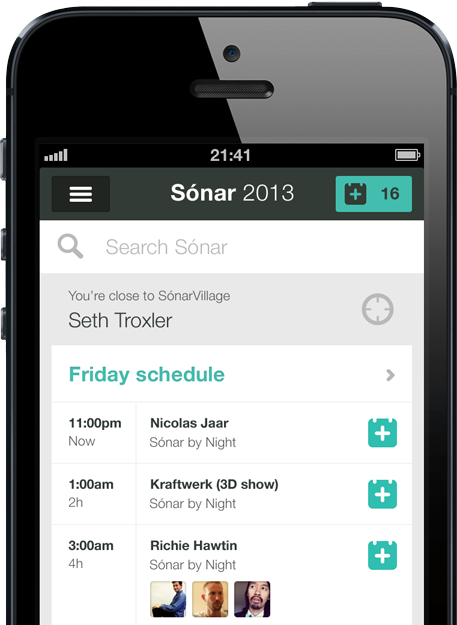 21:41
Sónar 2013
16
Search Sónar
You're close to SónarVillage
Seth Troxler
Friday schedule
11:00pm
Now
Nicolas Jaar
Sónar by Night
1:00am
2h
Kraftwerk (3D show)
Sónar by Night
3:00am
4h
Richie Hawtin
Sónar by Night